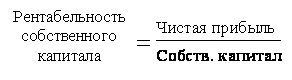 Рентабельность
собственного
капитала
=
Чистая прибыль
Собств. капитал